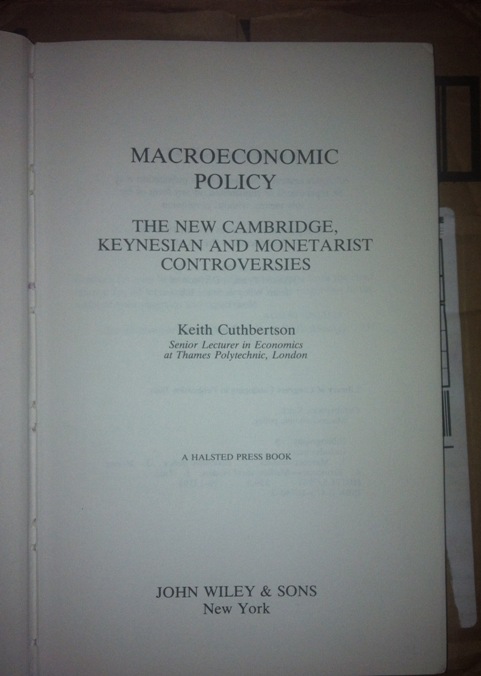 MACROECONOMIC
POLICY
THE NEW CAMBRIDGE,
KEYNESIAN AND MONETARIST
CONTROVERSIES
Keith Cuthbertson
Senior Lecturer in Economics
at Thames Polytechnic, London
A HALSTED PRESS BOOK
JOHN WILEY & SONS
New York